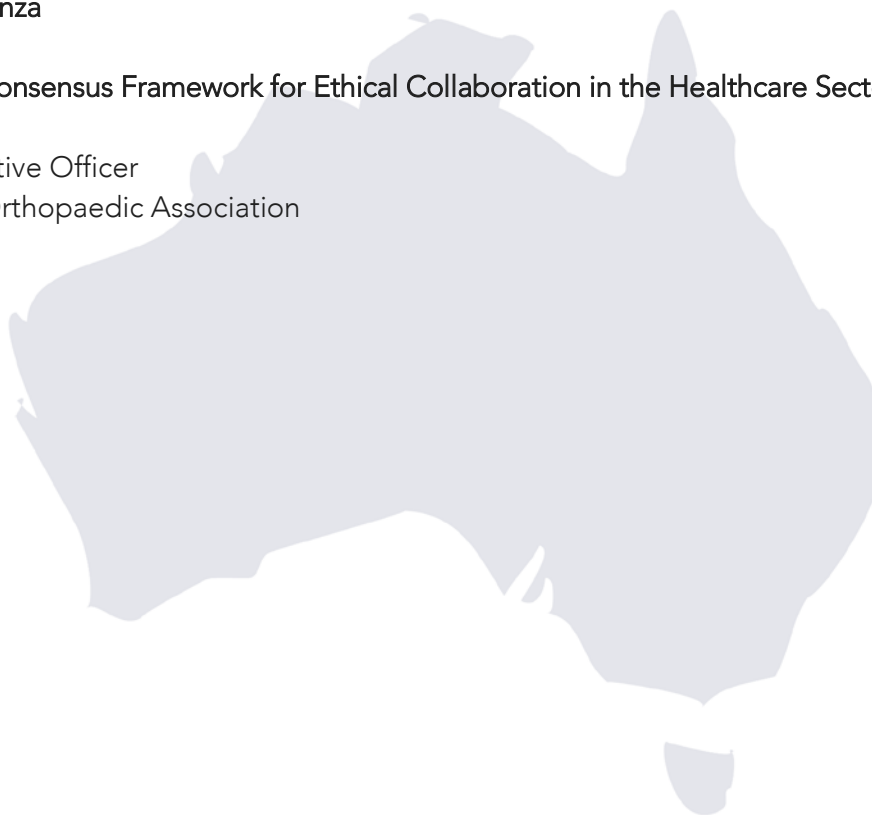 nza
onsensus Framework for Ethical Collaboration in the Healthcare Sect
tive Officer
rthopaedic Association